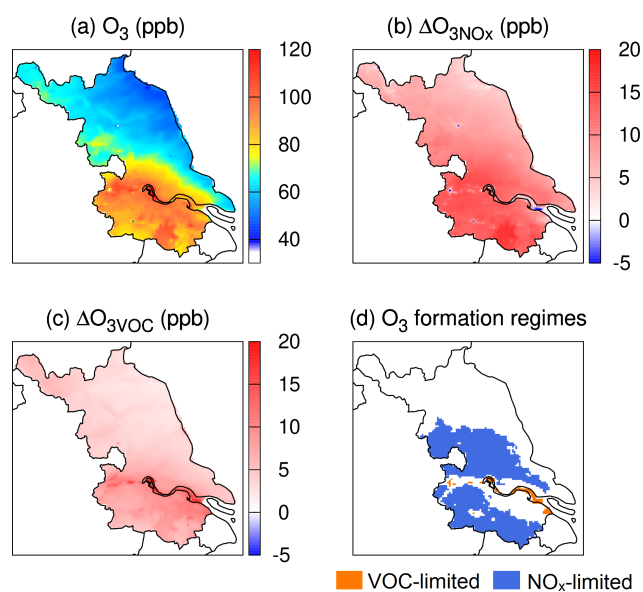 (a) O₃ (ppb)
120
100
80
60
40
(b) ΔO₃NOx (ppb)
20
15
10
5
0
-5
(c) ΔO₃VOC (ppb)
20
15
10
5
0
-5
(d) O₃ formation regimes
VOC-limited
NOₓ-limited